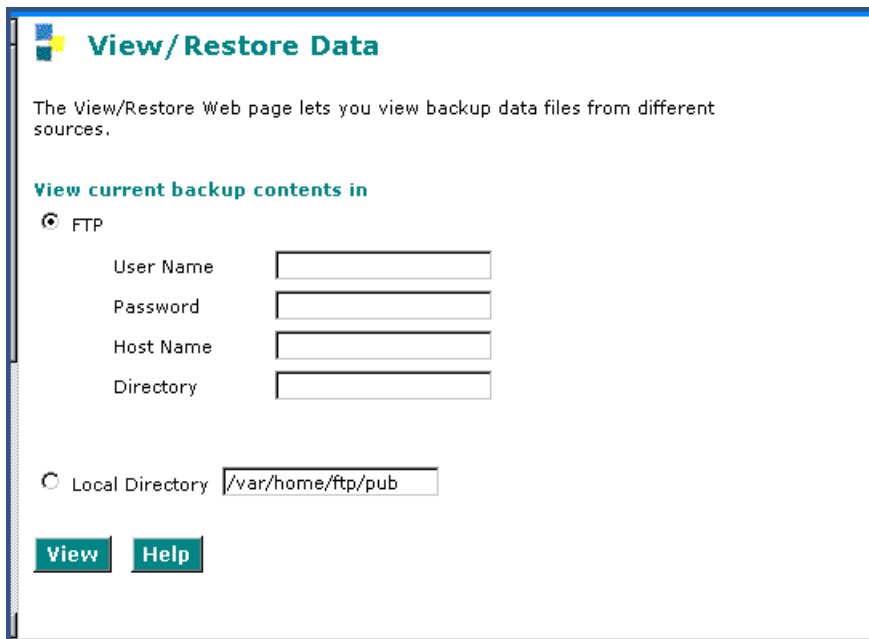 View/Restore Data
The View/Restore Web page lets you view backup data files from different
sources.
View current backup contents in
FTP
User Name
Password
Host Name
Directory
Local Directory /var/home/ftp/pub
View Help